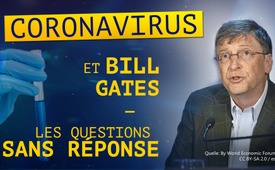 CORONAVIRUS
ET BILL
GATES
–
LES QUESTIONS
SANS RÉPONSE
Quelle: By World Economic Forum
CC BY-SA 2.0